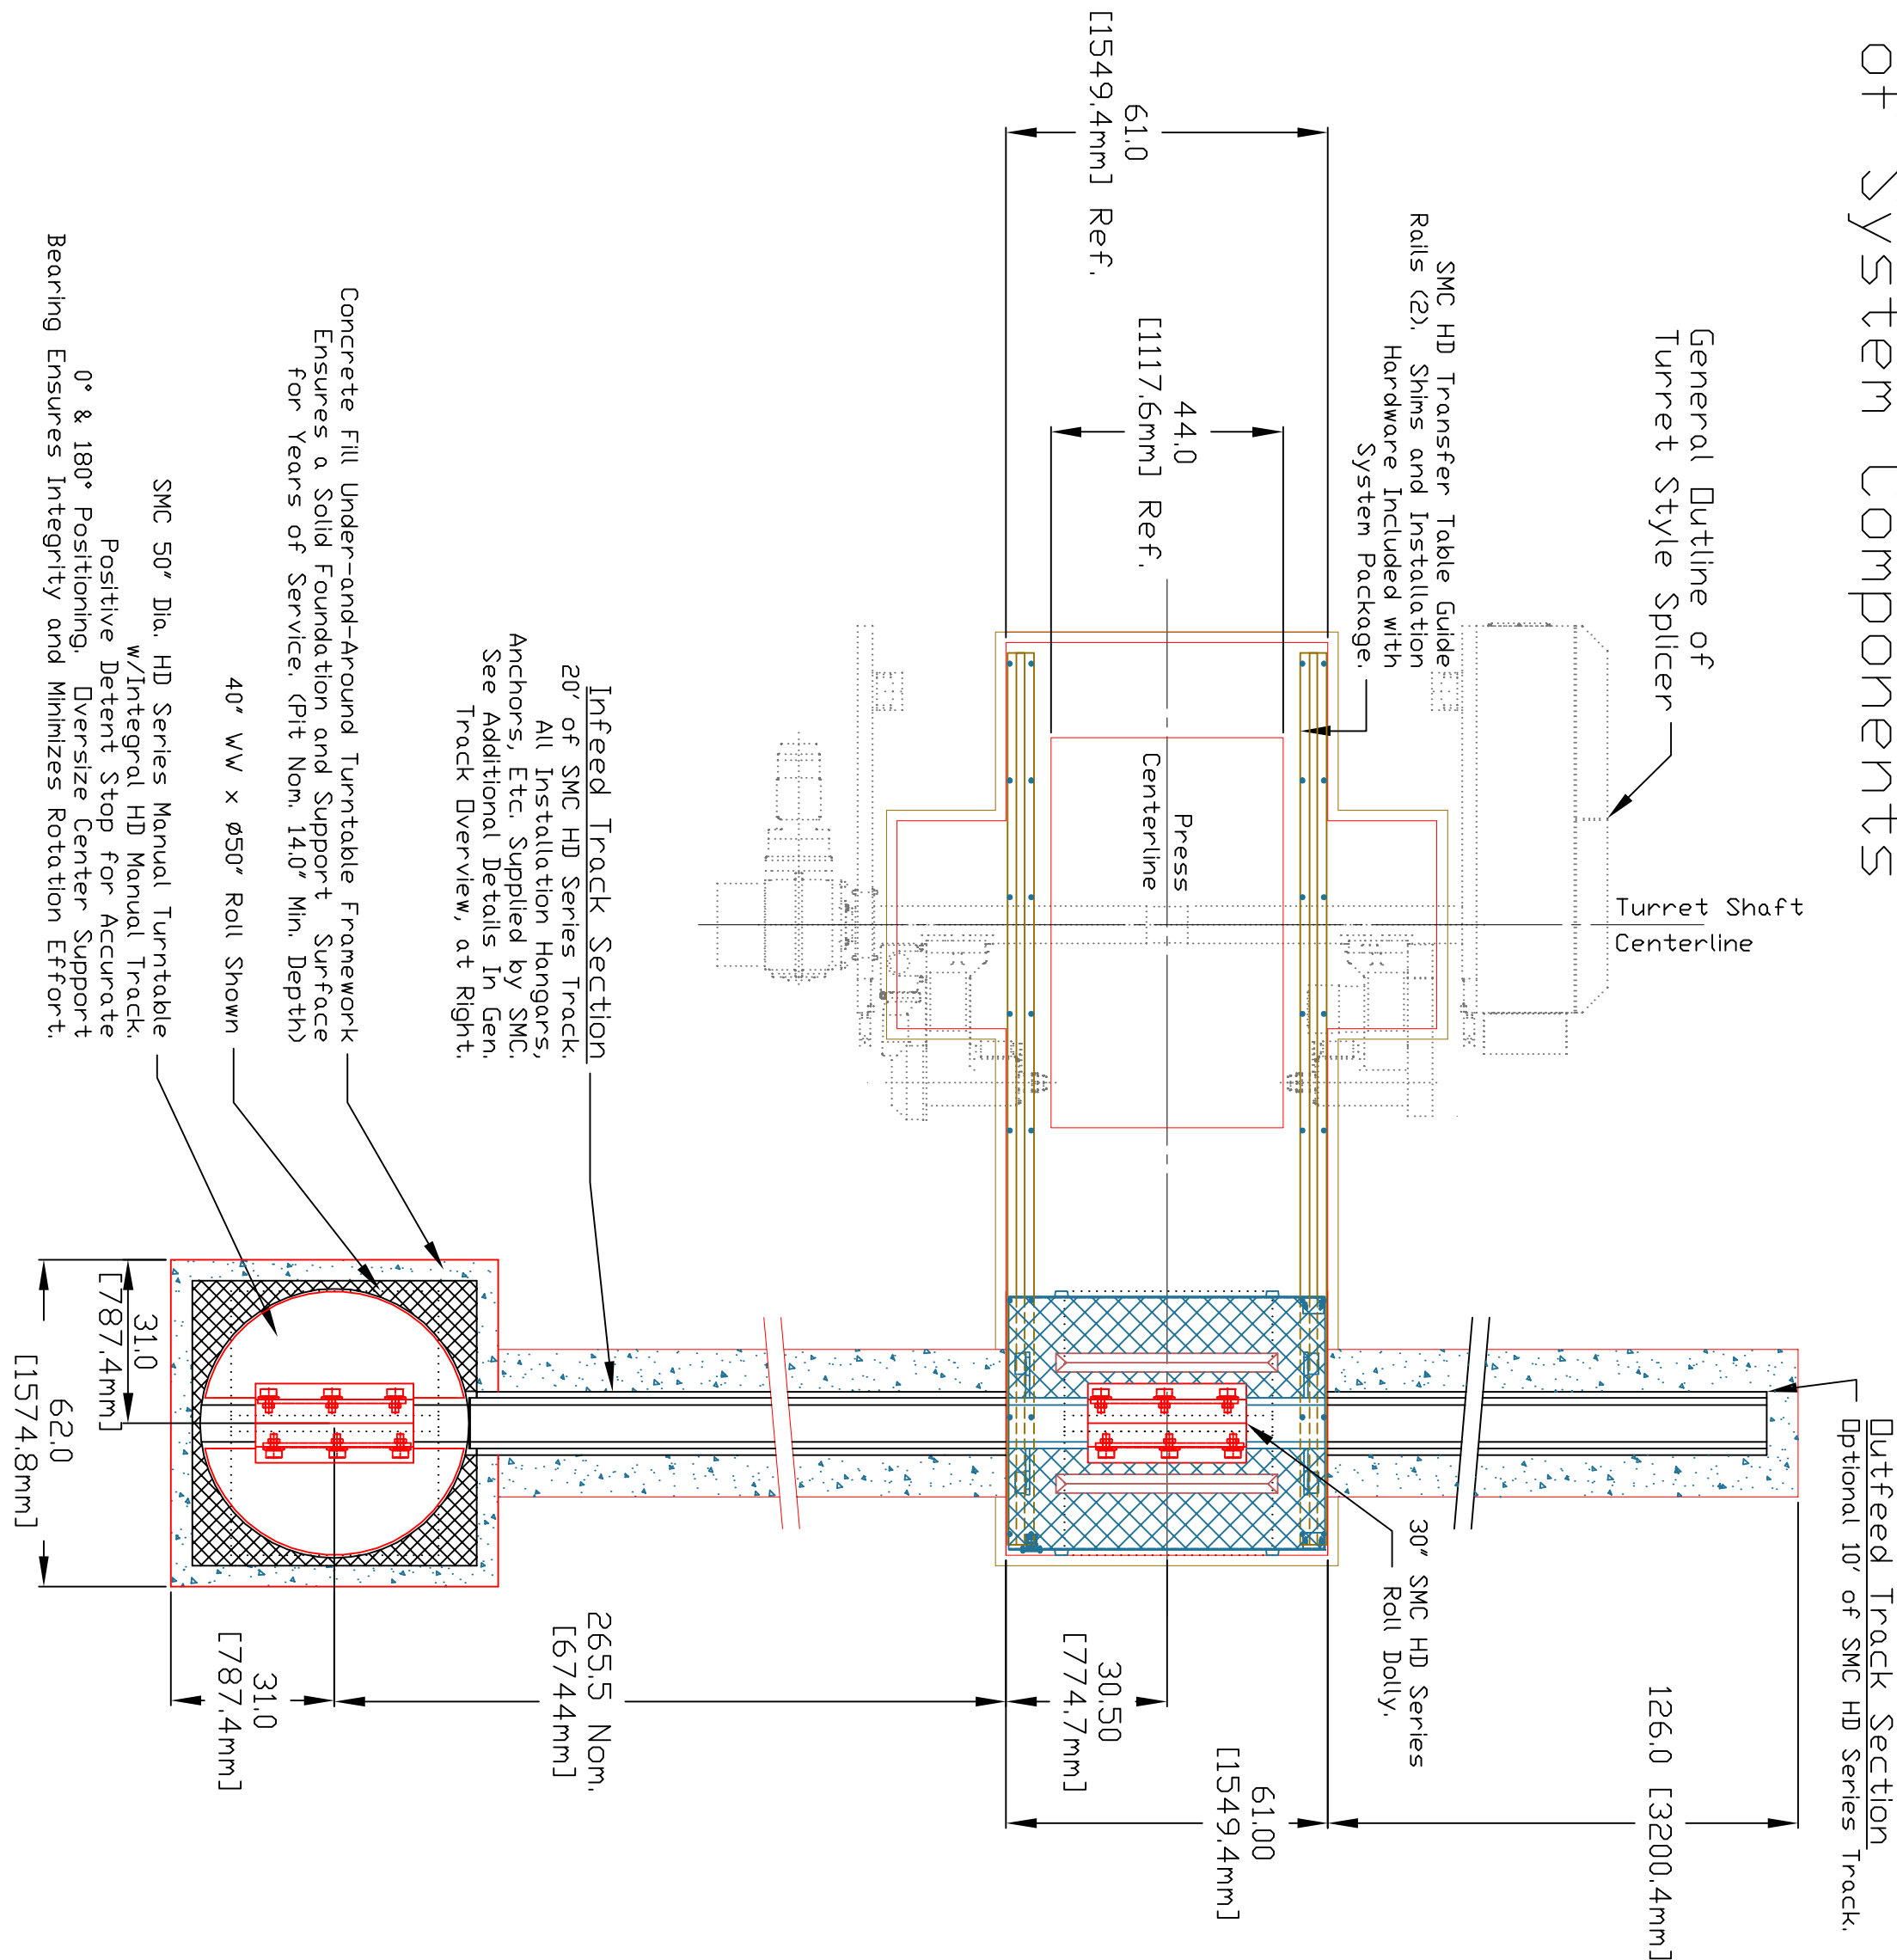 of System Components
General Outline of
Turret Style Splicer
Turret Shaft
Centerline
SMC HD Transfer Table Guide
Rails (2). Shims and Installation
Hardware Included with
System Package.
61.0
[1549.4mm] Ref.
44.0
[1117.6mm] Ref.
Press
Centerline
Infeed Track Section
20' of SMC HD Series Track.
All Installation Hangars,
Anchors, Etc. Supplied by SMC.
See Additional Details In Gen.
Track Overview, at Right.
Concrete Fill Under-and-Around Turntable Framework
Ensures a Solid Foundation and Support Surface
for Years of Service. (Pit Nom. 14.0" Min. Depth)
40" WW x ø50" Roll Shown
SMC 50" Dia. HD Series Manual Turntable
w/Integral HD Manual Track.
Positive Detent Stop for Accurate
0° & 180° Positioning. Oversize Center Support
Bearing Ensures Integrity and Minimizes Rotation Effort.
Outfeed Track Section
Optional 10' of SMC HD Series Track.
30" SMC HD Series
Roll Dolly.
126.0 [3200.4mm]
61.00
[1549.4mm]
30.50
[774.7mm]
265.5 Nom.
[6744mm]
31.0
[787.4mm]
31.0
[787.4mm]
62.0
[1574.8mm]